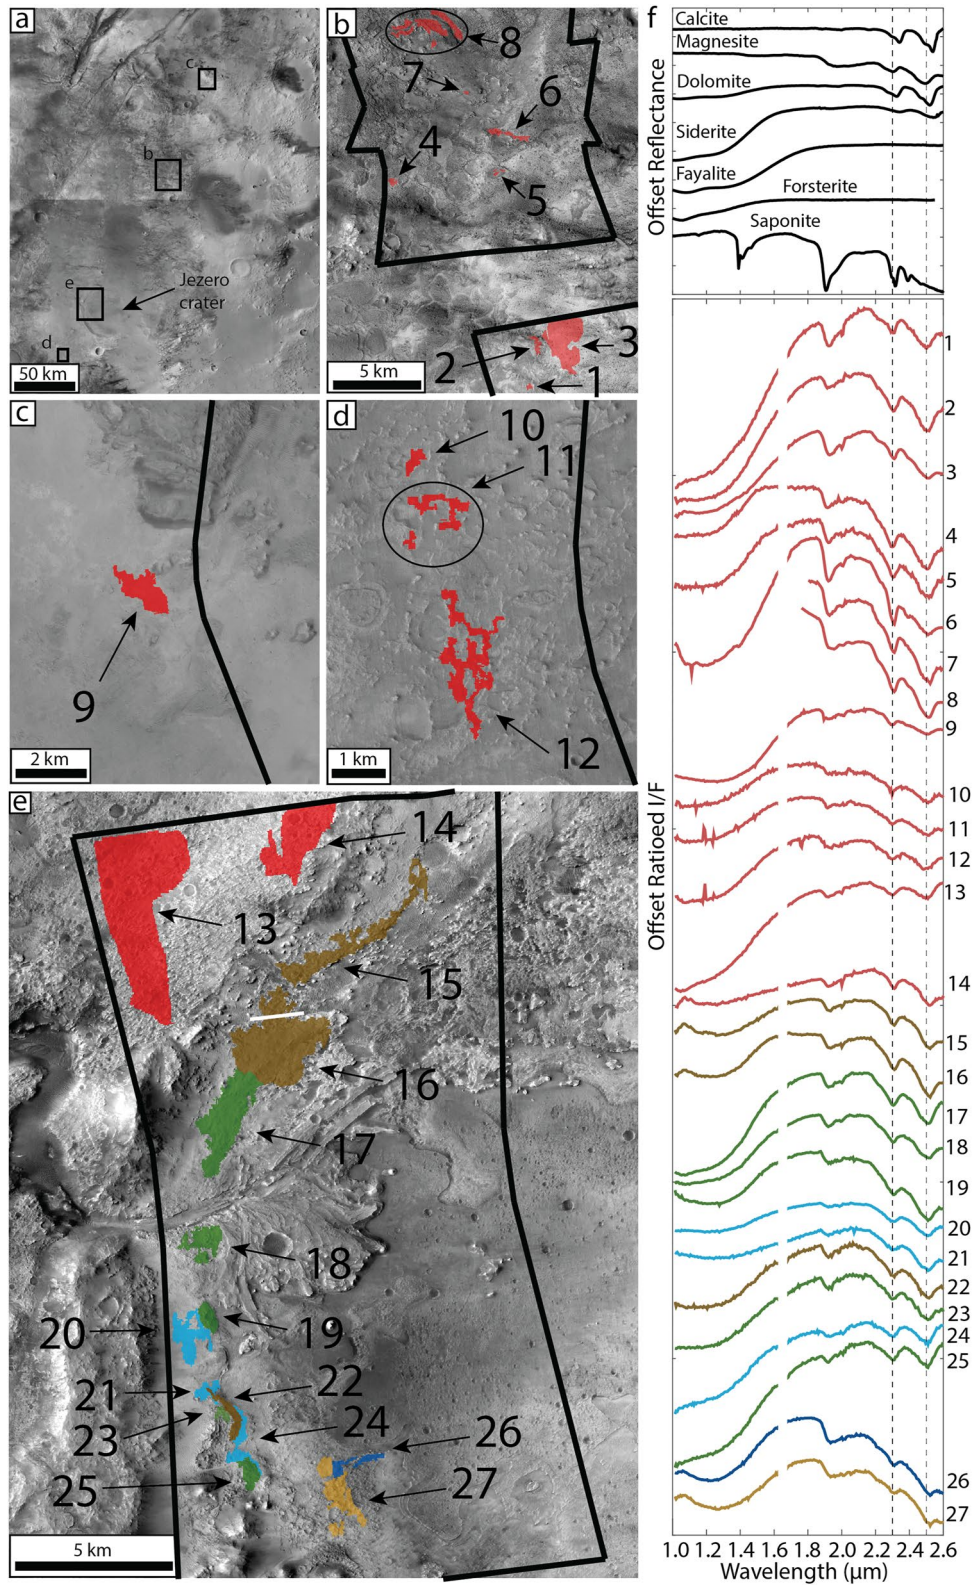 a
c
b
e
Jezero
crater
d
50 km
b
8
7
6
4
5
2
3
1
5 km
c
9
2 km
d
10
11
12
1 km
e
14
13
15
16
17
18
20
19
21
22
23
24
26
25
27
5 km
f
Calcite
Magnesite
Dolomite
Siderite
Fayalite
Forsterite
Saponite
Offset Reflectance
1
2
3
4
5
6
7
8
9
10
11
12
13
14
15
16
17
18
19
20
21
22
23
24
25
26
27
Offset Ratioed I/F
1.0 1.2 1.4 1.6 1.8 2.0 2.2 2.4 2.6
Wavelength (μm)